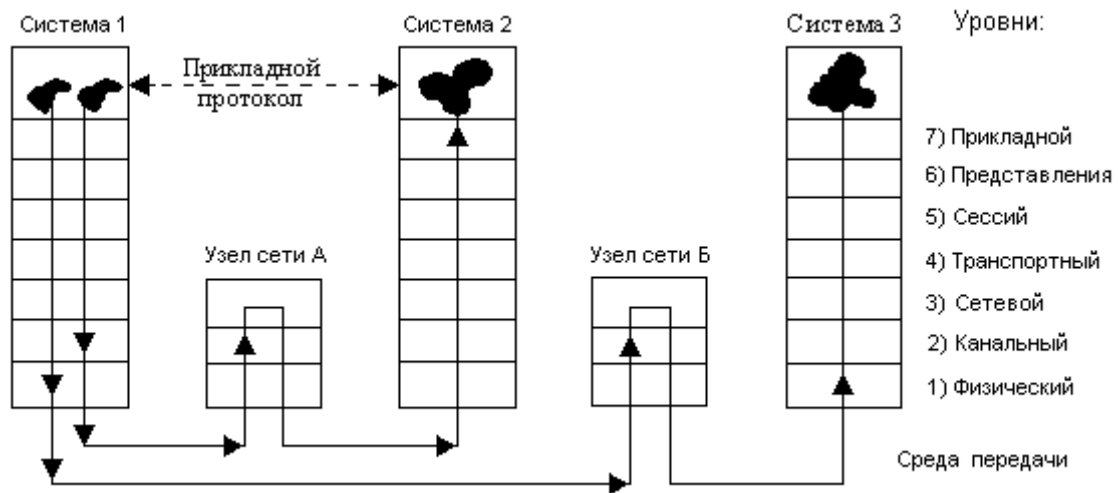 Система 1
Система 2
Система 3
Уровни:
Прикладной
протокол
7) Прикладной
6) Представления
5) Сессий
Узел сети А
Узел сети Б
4) Транспортный
3) Сетевой
2) Канальный
1) Физический
Среда передачи